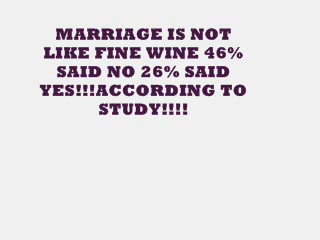 MARRIAGE IS NOT
LIKE FINE WINE 46%
SAID NO 26% SAID
YES!!!ACCORDING TO
STUDY!!!!